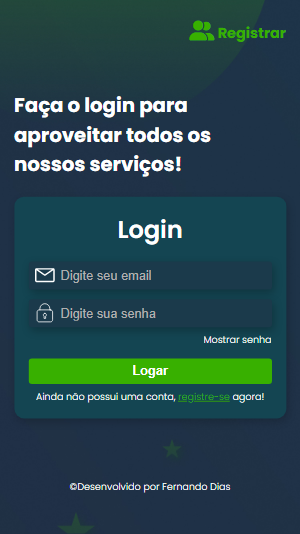 Registrar
Faça o login para
aproveitar todos os
nossos serviços!
Login
Digite seu email
Digite sua senha
Mostrar senha
Logar
Ainda não possui uma conta, registre-se agora!
©Desenvolvido por Fernando Dias